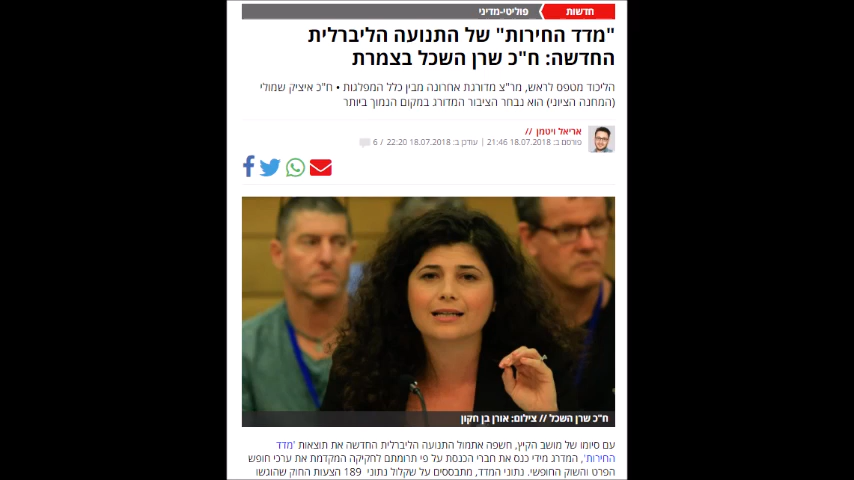 חדשות
פוליטי-מדיני
"מדד החירות" של התנועה הליברלית
החדשה: ח"כ שרן השכל בצמרת
הליכוד מטפס לראש, מר"צ מדורגת אחרונה מבין כלל המפלגות • ח"כ איציק שמולי
(המחנה הציוני) הוא נבחר הציבור המדורג במקום הנמוך ביותר
אריאל ויטמן //
פורסם ב: 18.07.2018 21:46 | עודכן ב: 18.07.2018 22:20 / 6
ח"כ שרן השכל // צילום: אורן בן חקון
עם סיומו של מושב הקיץ, חשפה אתמול התנועה הליברלית החדשה את תוצאות 'מדד
החירות', המדרג מידי כנס את חברי הכנסת על פי תרומתם לחקיקה המקדמת את ערכי חופש
הפרט והשוק החופשי. נתוני המדד, מתבססים על שקלול נתוני 189 הצעות החוק שהוגשו